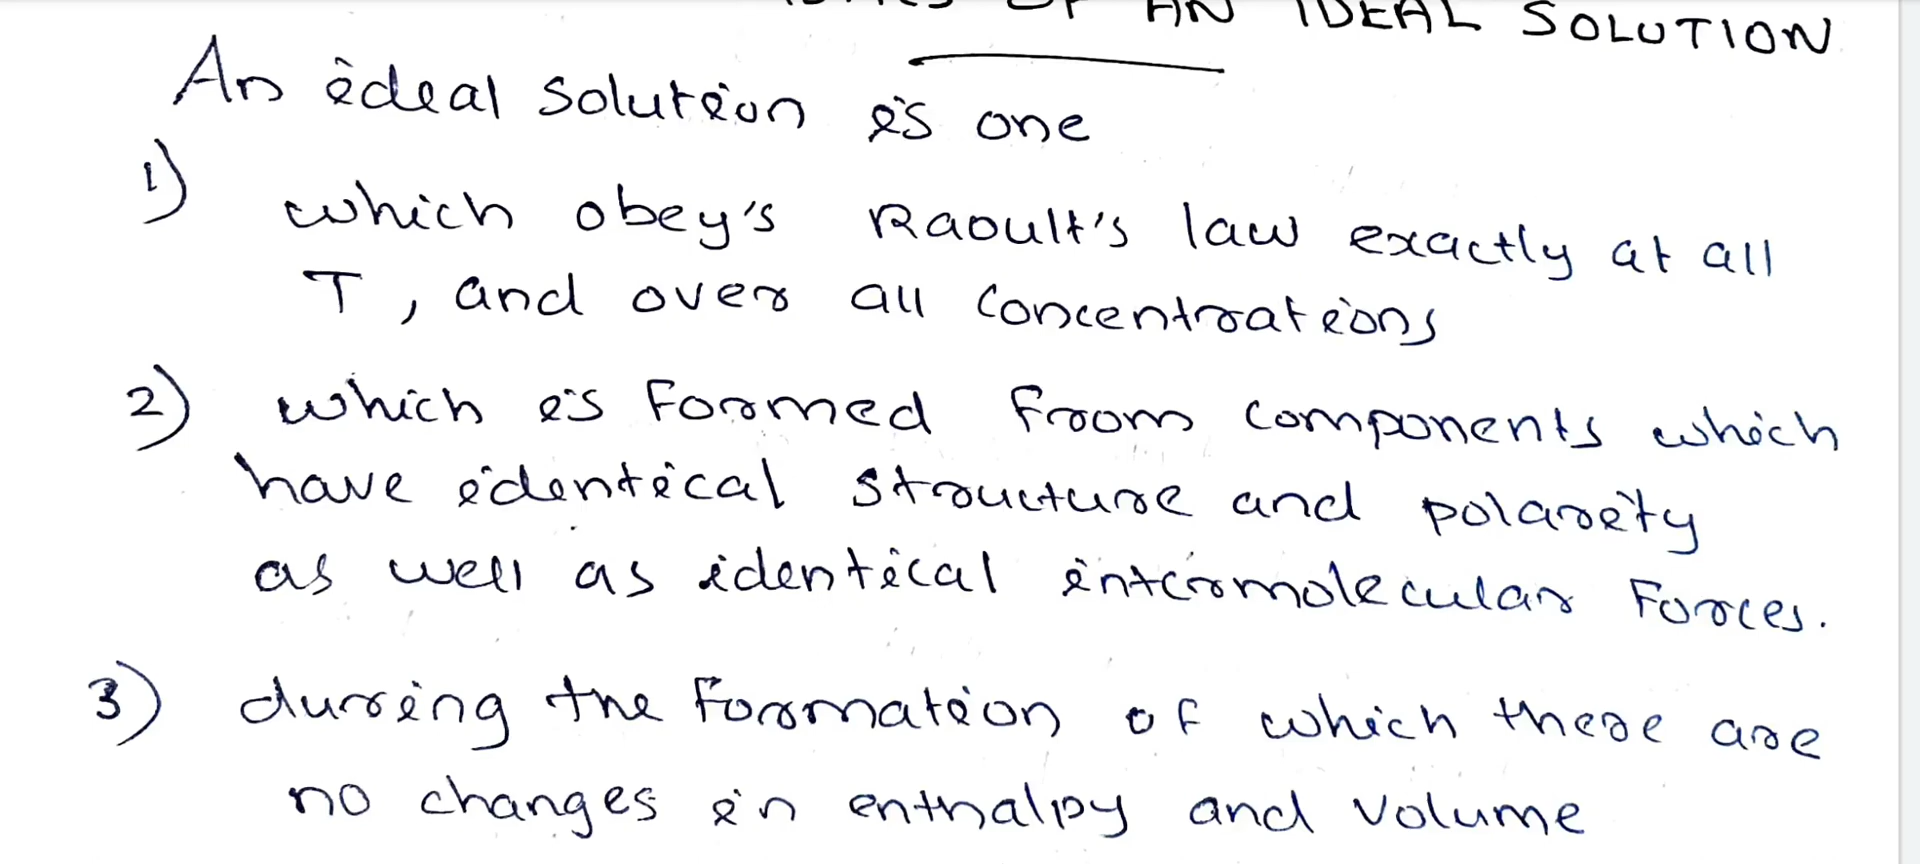 OF AN IDEAL SOLUTION
An ideal solution is one
1) which obey's Raoult's law exactly at all
T, and over all concentrations
2) which is formed from components which
have identical structure and polarity
as well as identical intermolecular forces.
3) during the formation of which there are
no changes in enthalpy and volume